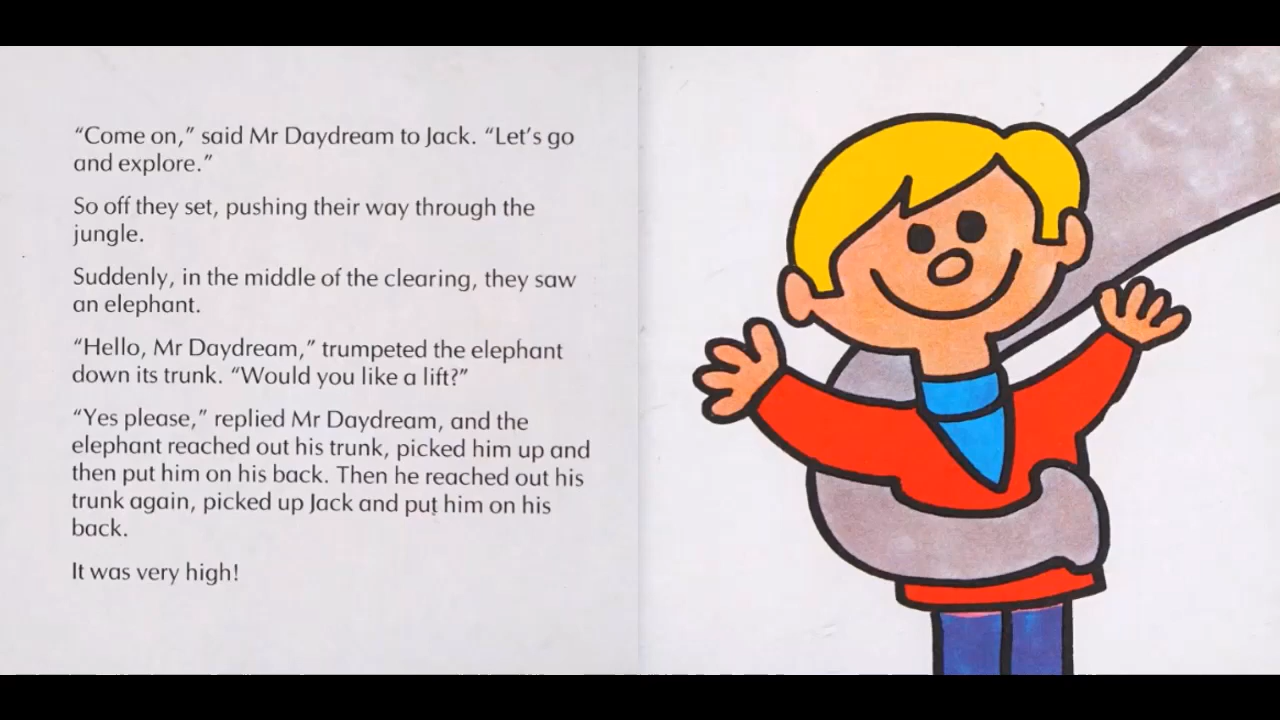 “Come on,” said Mr Daydream to Jack. “Let’s go
and explore.”
So off they set, pushing their way through the
jungle.
Suddenly, in the middle of the clearing, they saw
an elephant.
“Hello, Mr Daydream,” trumpeted the elephant
down its trunk. “Would you like a lift?”
“Yes please,” replied Mr Daydream, and the
elephant reached out his trunk, picked him up and
then put him on his back. Then he reached out his
trunk again, picked up Jack and put him on his
back.
It was very high!